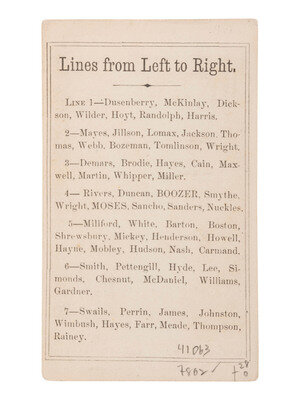 Lines from Left to Right.
LINE 1—Dusenberry, McKinlay, Dick-
son, Wilder, Hoyt, Randolph, Harris.
2—Mayes, Jillson, Lomax, Jackson, Tho-
mas, Webb, Bozeman, Tomlinson, Wright.
3—Demars, Brodie, Hayes, Cain, Max-
well, Martin, Whipper, Miller.
4— Rivers, Duncan, BOOZER, Smythe,
Wright, MOSES, Sancho, Sanders, Nuckles.
5—Milliford, White, Barton, Boston,
Shrewsbury, Mickey, Henderson, Howell,
Hayne, Mobley, Hudson, Nash, Carmand.
6—Smith, Pettengill, Hyde, Lee, Si-
monds, Chesnut, McDaniel, Williams,
Gardner.
7—Swails, Perrin, James, Johnston,
Wimbush, Hayes, Farr, Meade, Thompson,
Rainey.
41063
7862